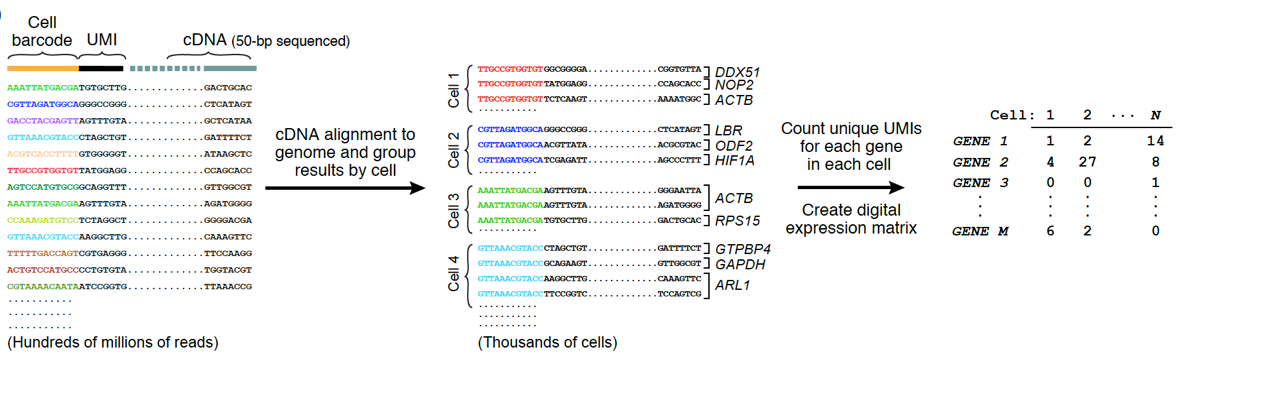 Cell barcode UMI cDNA (50-bp sequenced)
AAATTATGACGATGTGCTTG..........................GACTGCAC
CGTTAGATGGCAGGGCCGGG..........................CTCATAGT
GACCTACGAGTTAGTTTGTA..........................GCTCATAA
GTTAAACGTACCCTAGCTGT..........................GATTTTCT
ACGTCACCTTTTGTGGGGGT..........................ATAAGCTC
TTGCCGTGGTGTTATGGAGG..........................CCAGCACC
AGTCCATGTGCGGCAGGTTT..........................GTTGGCGT
AAATTATGACGAAGTTTGTA..........................AGATGGGG
CCAAAGATGTCCTCTAGGCT..........................GGGGACGA
GTTAAACGTACCAAGGCTTG..........................CAAAGTTC
TTTTTGACCAGTCGTGAGGG..........................TTCCAAGG
ACTGTCCATGCCCCTGTGTA..........................TGGTACGT
CGTAAAACAATAATCCGGTG..........................TTAAACCG
...........
...........
...........
(Hundreds of millions of reads)
cDNA alignment to
genome and group
results by cell
Cell 1
TTGCCGTGGTGTGGCGGGGA..........................CGGTGTTA DDX51
TTGCCGTGGTGTTATGGAGG..........................CCAGCACC NOP2
TTGCCGTGGTGTTCTCAAGT..........................AAAATGGC ACTB
...........
Cell 2
CGTTAGATGGCAGGGCCGGG..........................CTCATAGT LBR
CGTTAGATGGCAACGTTATA..........................ACGCGTAC ODF2
CGTTAGATGGCATCGAGATT..........................AGCCCTTT HIF1A
...........
Cell 3
AAATTATGACGAAGTTTGTA..........................GGGAATTA ACTB
AAATTATGACGAAGTTTGTA..........................AGATGGGG
AAATTATGACGATGTGCTTG..........................GACTGCAC RPS15
...........
Cell 4
GTTAAACGTACCCTAGCTGT..........................GATTTTCT GTPBP4
GTTAAACGTACCGCAGAAGT..........................GTTGGCGT GAPDH
GTTAAACGTACCAAGGCTTG..........................CAAAGTTC ARL1
GTTAAACGTACCTTCCGGTC..........................TCCAGTCG
...........
...........
...........
(Thousands of cells)
Count unique UMIs
for each gene
in each cell
Create digital
expression matrix
Cell: 1 2 ··· N
GENE 1 1 2 14
GENE 2 4 27 8
GENE 3 0 0 1
GENE M 6 2 0